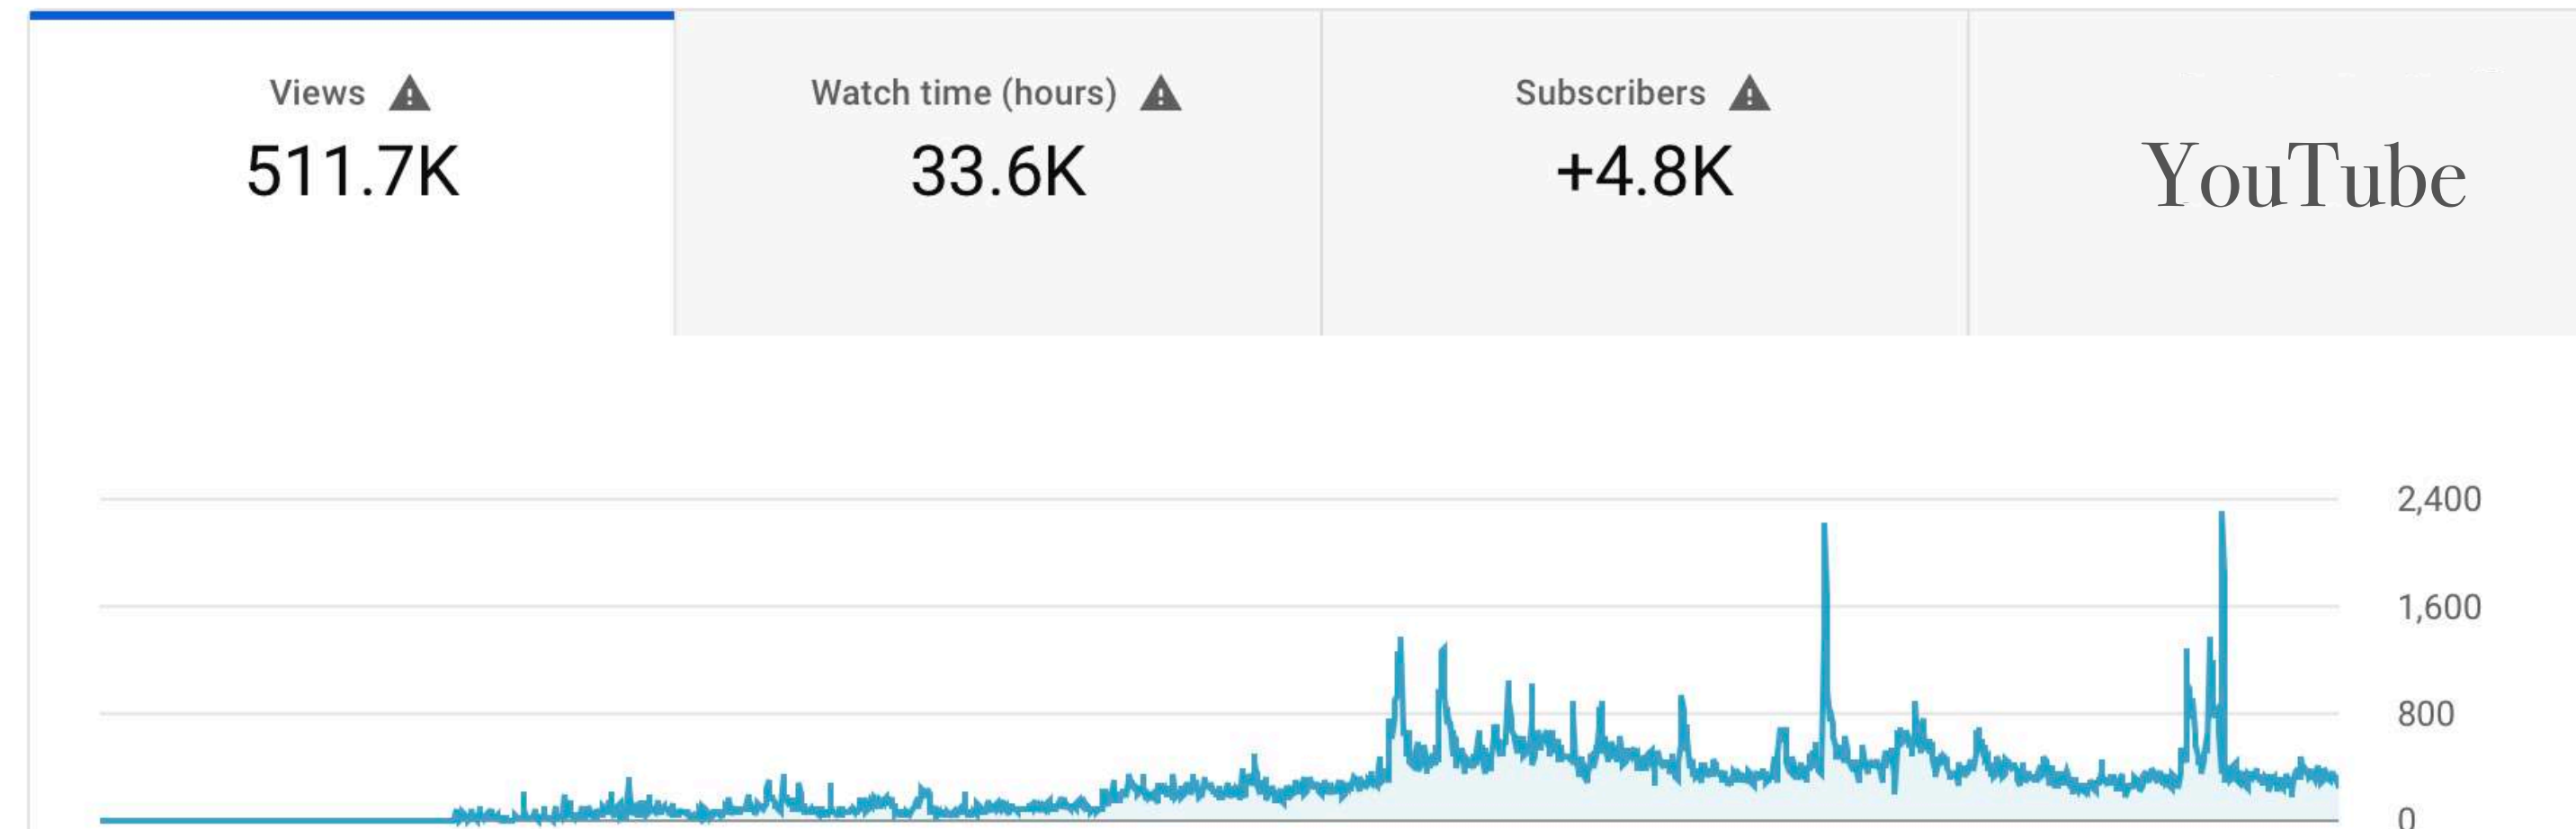 Views
511.7K
Watch time (hours)
33.6K
Subscribers
+4.8K
YouTube
2,400
1,600
800
0